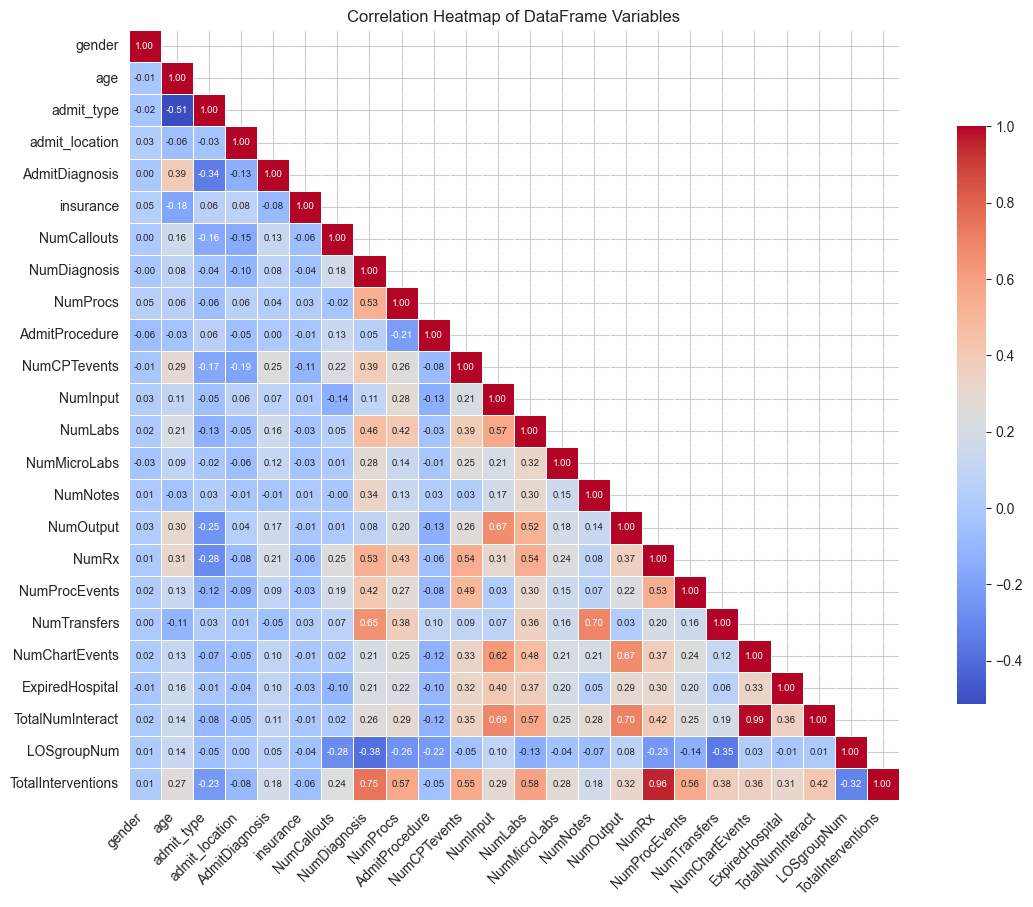 Correlation Heatmap of DataFrame Variables
gender 1.00
age -0.01 1.00
admit_type -0.02 -0.51 1.00
admit_location 0.03 -0.06 -0.03 1.00
AdmitDiagnosis 0.00 0.39 -0.34 -0.13 1.00
insurance 0.05 -0.18 0.06 0.08 -0.08 1.00
NumCallouts 0.00 0.16 -0.16 -0.15 0.13 -0.06 1.00
NumDiagnosis -0.00 0.08 -0.04 -0.10 0.08 -0.04 0.18 1.00
NumProcs 0.05 0.06 -0.06 0.06 0.04 0.03 -0.02 0.53 1.00
AdmitProcedure -0.06 -0.03 0.06 -0.05 0.00 -0.01 0.13 0.05 -0.21 1.00
NumCPTevents -0.01 0.29 -0.17 -0.19 0.25 -0.11 0.22 0.39 0.26 -0.08 1.00
NumInput 0.03 0.11 -0.05 0.06 0.07 0.01 -0.14 0.11 0.28 -0.13 0.21 1.00
NumLabs 0.02 0.21 -0.13 -0.05 0.16 -0.03 0.05 0.46 0.42 -0.03 0.39 0.57 1.00
NumMicroLabs -0.03 0.09 -0.02 -0.06 0.12 -0.03 0.01 0.28 0.14 -0.01 0.25 0.21 0.32 1.00
NumNotes 0.01 -0.03 0.03 -0.01 -0.01 0.01 -0.00 0.34 0.13 0.03 0.03 0.17 0.30 0.15 1.00
NumOutput 0.03 0.30 -0.25 0.04 0.17 -0.01 0.01 0.08 0.20 -0.13 0.26 0.67 0.52 0.18 0.14 1.00
NumRx 0.01 0.31 -0.28 -0.08 0.21 -0.06 0.25 0.53 0.43 -0.06 0.54 0.31 0.54 0.24 0.08 0.37 1.00
NumProcEvents 0.02 0.13 -0.12 -0.09 0.09 -0.03 0.19 0.42 0.27 -0.08 0.49 0.03 0.30 0.15 0.07 0.22 0.53 1.00
NumTransfers 0.00 -0.11 0.03 0.01 -0.05 0.03 0.07 0.65 0.38 0.10 0.09 0.07 0.36 0.16 0.70 0.03 0.20 0.16 1.00
NumChartEvents 0.02 0.13 -0.07 -0.05 0.10 -0.01 0.02 0.21 0.25 -0.12 0.33 0.62 0.48 0.21 0.21 0.67 0.37 0.24 0.12 1.00
ExpiredHospital -0.01 0.16 -0.01 -0.04 0.10 -0.03 -0.10 0.21 0.22 -0.10 0.32 0.40 0.37 0.20 0.05 0.29 0.30 0.20 0.06 0.33 1.00
TotalNumInteract 0.02 0.14 -0.08 -0.05 0.11 -0.01 0.02 0.26 0.29 -0.12 0.35 0.69 0.57 0.25 0.28 0.70 0.42 0.25 0.19 0.99 0.36 1.00
LOSgroupNum 0.01 0.14 -0.05 0.00 0.05 -0.04 -0.28 -0.38 -0.26 -0.22 -0.05 0.10 -0.13 -0.04 -0.07 0.08 -0.23 -0.14 -0.35 0.03 -0.01 0.01 1.00
TotalInterventions 0.01 0.27 -0.23 -0.08 0.18 -0.06 0.24 0.75 0.57 -0.05 0.55 0.29 0.58 0.28 0.18 0.32 0.96 0.56 0.38 0.36 0.31 0.42 -0.32 1.00
gender
age
admit_type
admit_location
AdmitDiagnosis
insurance
NumCallouts
NumDiagnosis
NumProcs
AdmitProcedure
NumCPTevents
NumInput
NumLabs
NumMicroLabs
NumNotes
NumOutput
NumRx
NumProcEvents
NumTransfers
NumChartEvents
ExpiredHospital
TotalNumInteract
LOSgroupNum
TotalInterventions
1.0
0.8
0.6
0.4
0.2
0.0
−0.2
−0.4